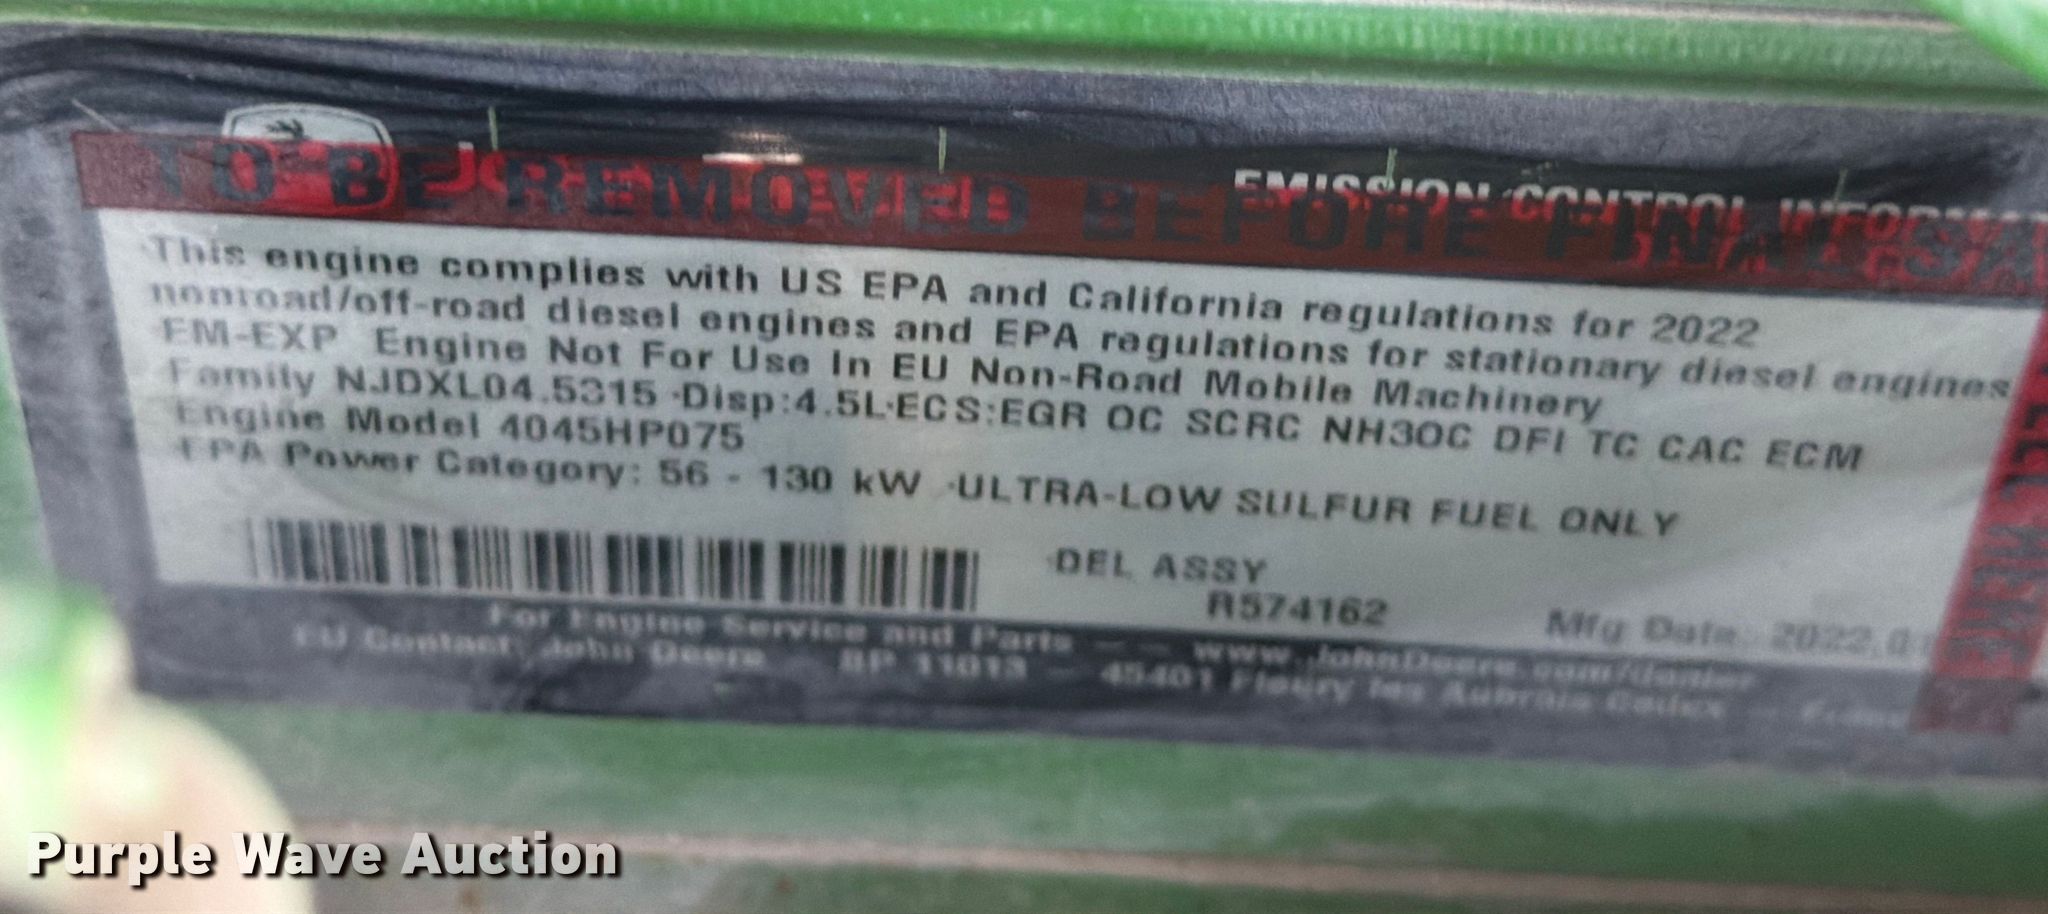 TO BE REMOVED BEFORE FINAL
EMISSION CONTROL
This engine complies with US EPA and California regulations for 2022
nonroad/off-road diesel engines and EPA regulations for stationary diesel engines
EM-EXP Engine Not For Use In EU Non-Road Mobile Machinery
Family NJDXL04.5315 ·Disp:4.5L·ECS:EGR OC SCRC NH3OC DFI TC CAC ECM
Engine Model 4045HP075
EPA Power Category: 56 - 130 kW ·ULTRA-LOW SULFUR FUEL ONLY
DEL ASSY
R574162
Mfg Date
For Engine Service and Parts — — www.JohnDeere.com/dealer
EU Contact: John Deere BP 11013 — 45401 Fleury les Aubrais Cedex
Purple Wave Auction